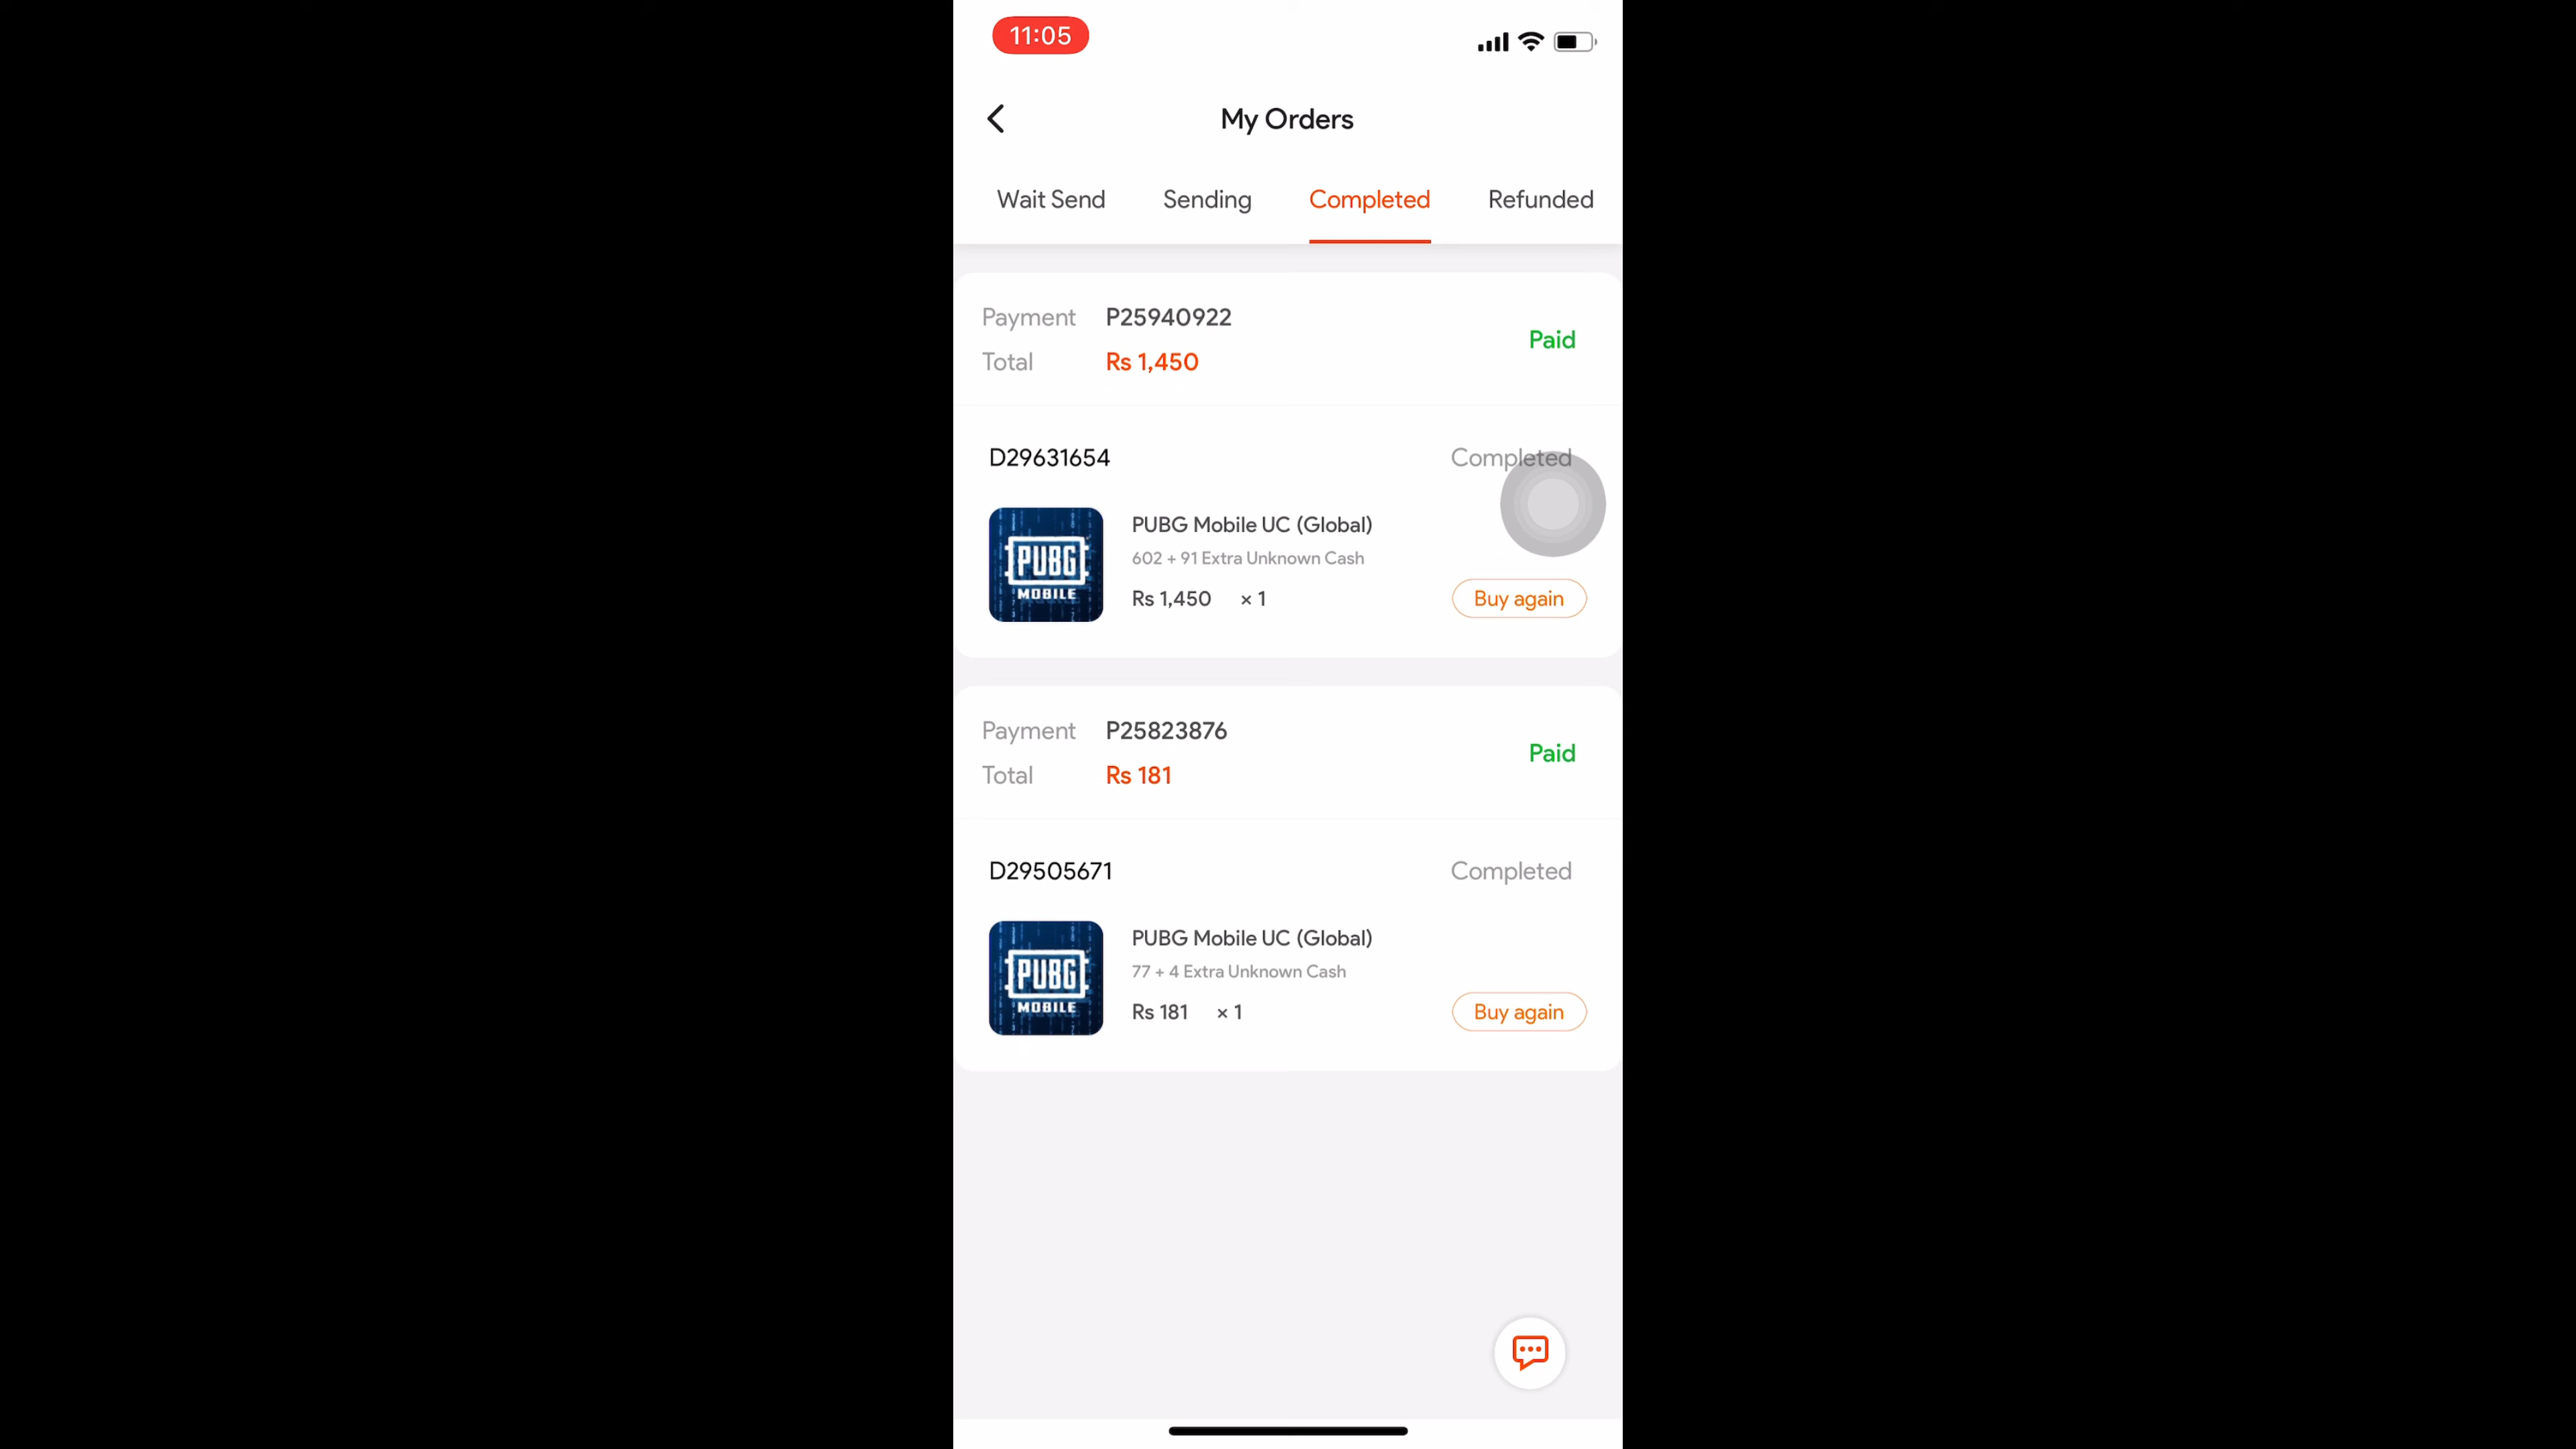 11:05
My Orders
Wait Send Sending Completed Refunded
Payment P25940922
Paid
Total Rs 1,450
D29631654 Completed
PUBG Mobile UC (Global)
602 + 91 Extra Unknown Cash
PUBG
MOBILE
Rs 1,450 × 1 Buy again
Payment P25823876
Paid
Total Rs 181
D29505671 Completed
PUBG Mobile UC (Global)
77 + 4 Extra Unknown Cash
PUBG
MOBILE
Rs 181 × 1 Buy again